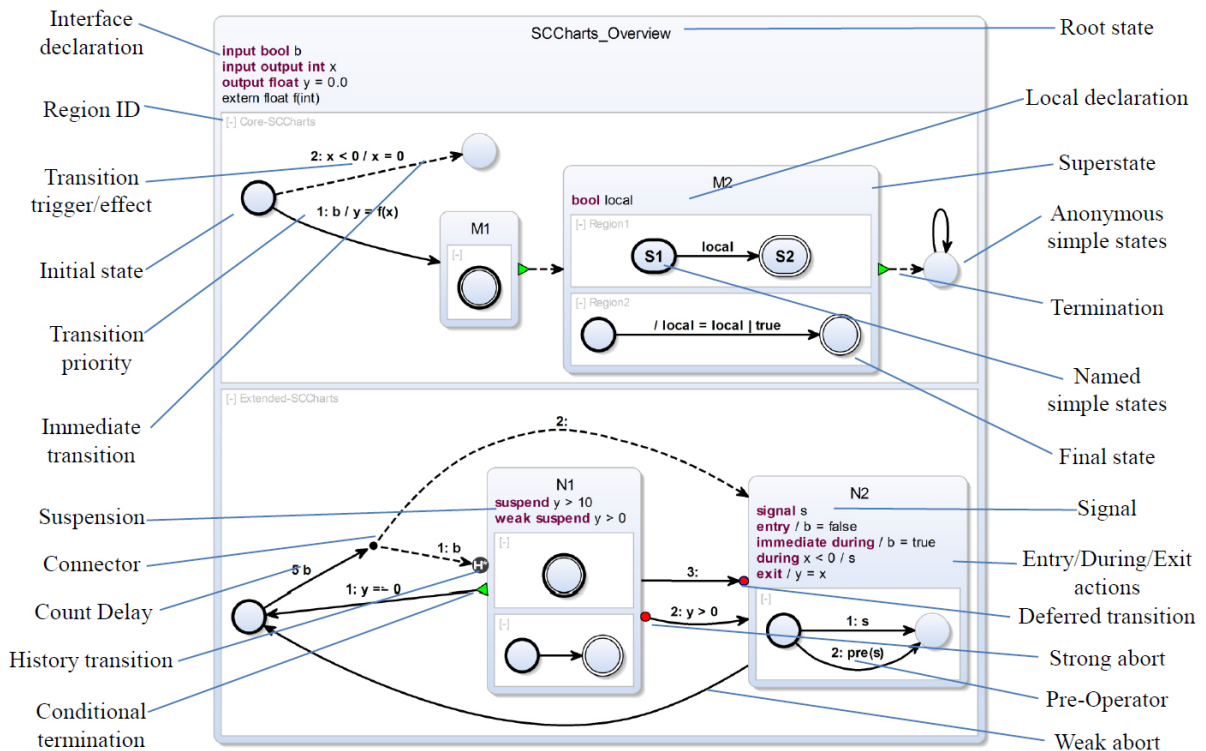 Interface
declaration
Region ID
Transition
trigger/effect
Initial state
Transition
priority
Immediate
transition
Suspension
Connector
Count Delay
History transition
Conditional
termination
SCCharts_Overview
input bool b
input output int x
output float y = 0.0
extern float f(int)
[-] Core-SCCharts
2: x < 0 / x = 0
1: b / y = f(x)
M1
[-]
M2
bool local
[-] Region1
S1
local
S2
[-] Region2
/ local = local | true
[-] Extended-SCCharts
2:
5 b
1: b
H*
1: y == 0
N1
suspend y > 10
weak suspend y > 0
[-]
[-]
3:
2: y > 0
N2
signal s
entry / b = false
immediate during / b = true
during x < 0 / s
exit / y = x
[-]
1: s
2: pre(s)
Root state
Local declaration
Superstate
Anonymous
simple states
Termination
Named
simple states
Final state
Signal
Entry/During/Exit
actions
Deferred transition
Strong abort
Pre-Operator
Weak abort